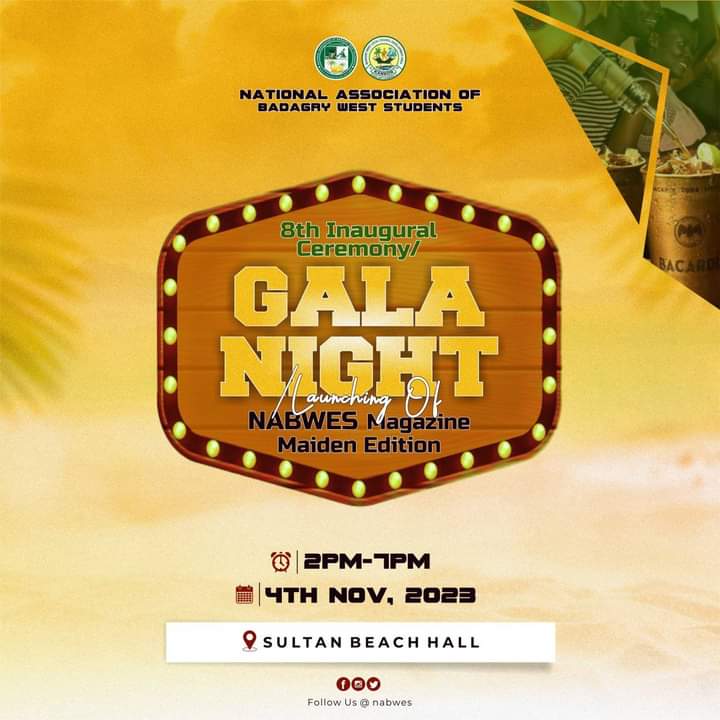 NATIONAL ASSOCIATION OF
BADAGRY WEST STUDENTS
8th Inaugural
Ceremony/
GALA
NIGHT
Launching Of
NABWES Magazine
Maiden Edition
BACARDI
2PM-7PM
4TH NOV, 2023
SULTAN BEACH HALL
Follow Us @ nabwes